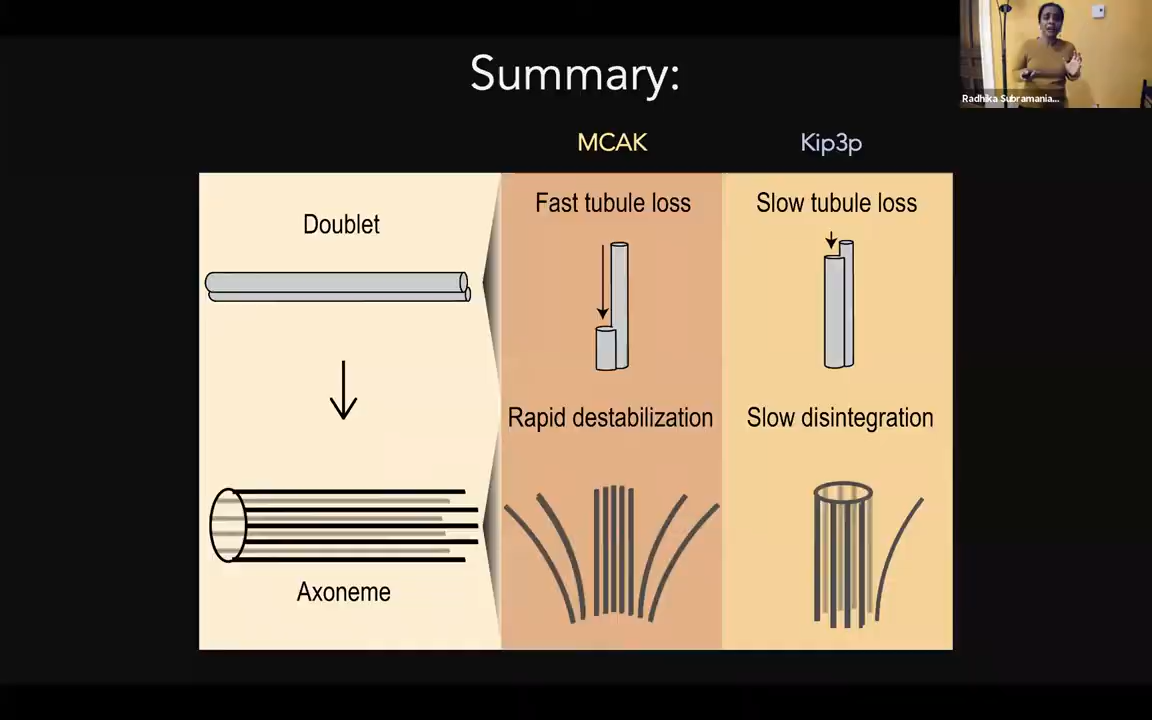 Summary:
Radhika Subramania...
MCAK
Kip3p
Doublet
Fast tubule loss
Slow tubule loss
Rapid destabilization
Slow disintegration
Axoneme